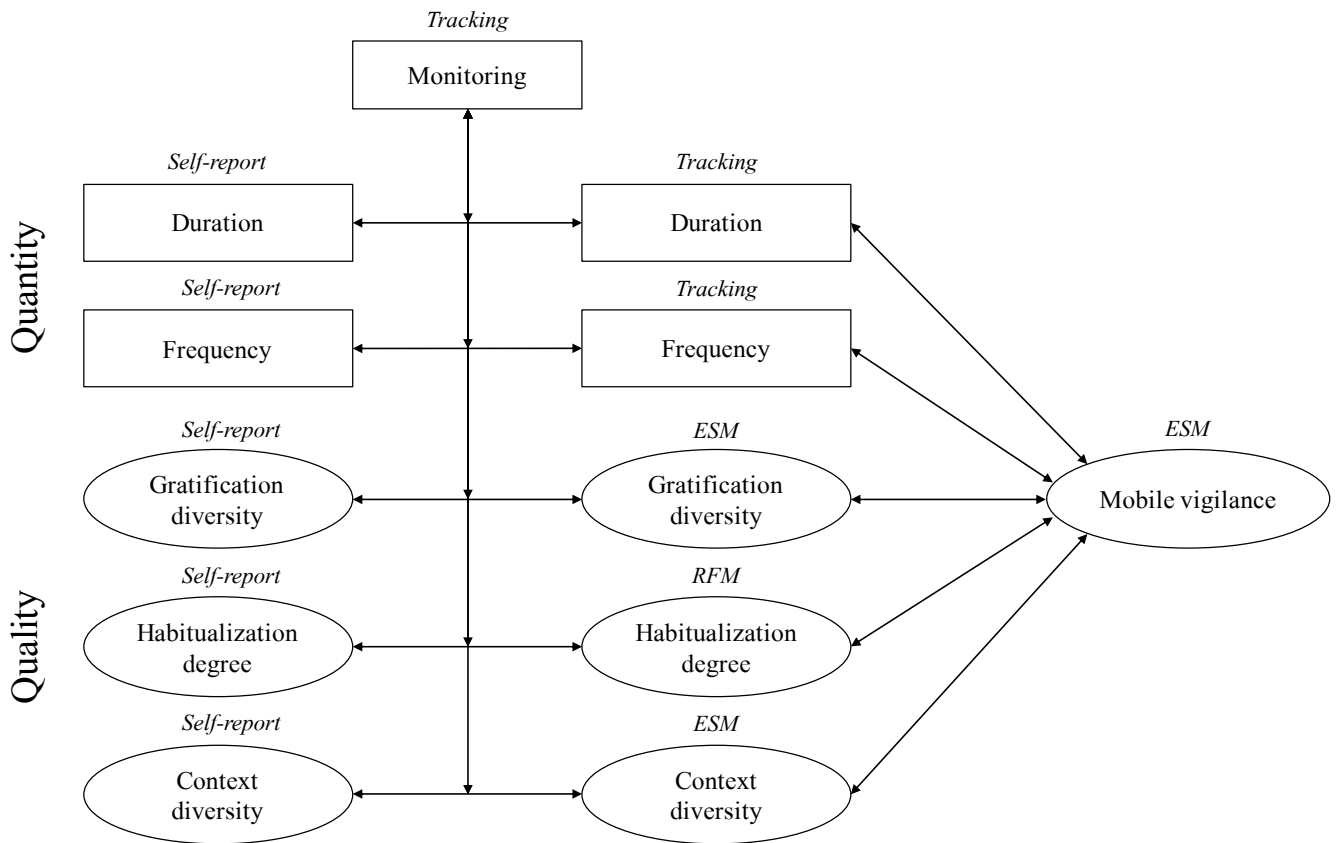 Tracking
Monitoring
Quantity
Self-report
Tracking
Duration
Duration
Self-report
Tracking
Frequency
Frequency
Quality
Self-report
ESM
ESM
Gratification
diversity
Gratification
diversity
Mobile vigilance
Self-report
RFM
Habitualization
degree
Habitualization
degree
Self-report
ESM
Context
diversity
Context
diversity